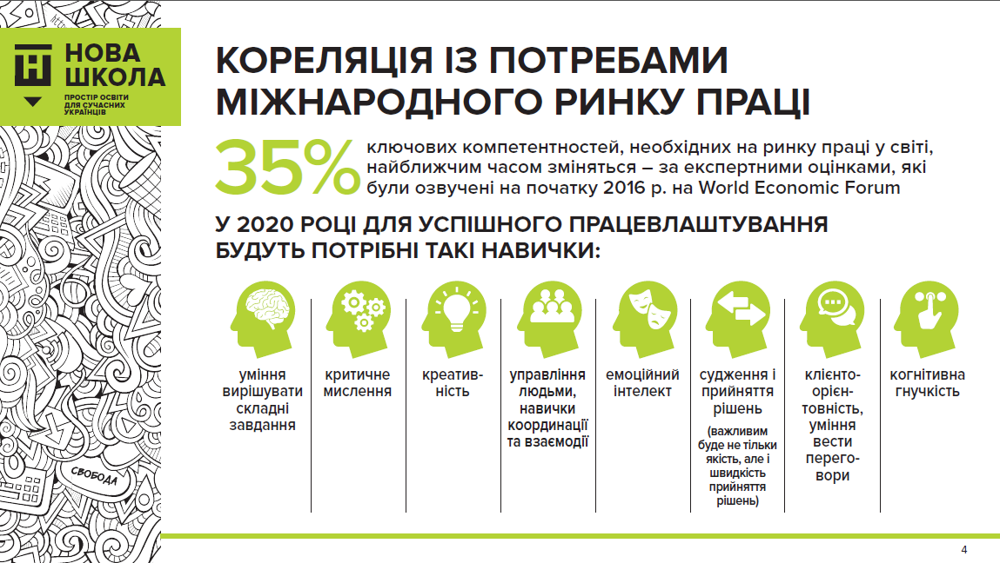 http
НОВА
ШКОЛА
ПРОСТІР ОСВІТИ
ДЛЯ СУЧАСНИХ
УКРАЇНЦІВ
КОРЕЛЯЦІЯ ІЗ ПОТРЕБАМИ
МІЖНАРОДНОГО РИНКУ ПРАЦІ
35%
ключових компетентностей, необхідних на ринку праці у світі,
найближчим часом зміняться – за експертними оцінками, які
були озвучені на початку 2016 р. на World Economic Forum
У 2020 РОЦІ ДЛЯ УСПІШНОГО ПРАЦЕВЛАШТУВАННЯ
БУДУТЬ ПОТРІБНІ ТАКІ НАВИЧКИ:
уміння
вирішувати
складні
завдання
критичне
мислення
креатив-
ність
управління
людьми,
навички
координації
та взаємодії
емоційний
інтелект
судження і
прийняття
рішень
(важливим
буде не тільки
якість, але і
швидкість
прийняття
рішень)
клієнто-
орієн-
товність,
уміння
вести
перего-
вори
когнітивна
гнучкість
СВОБОДА
4